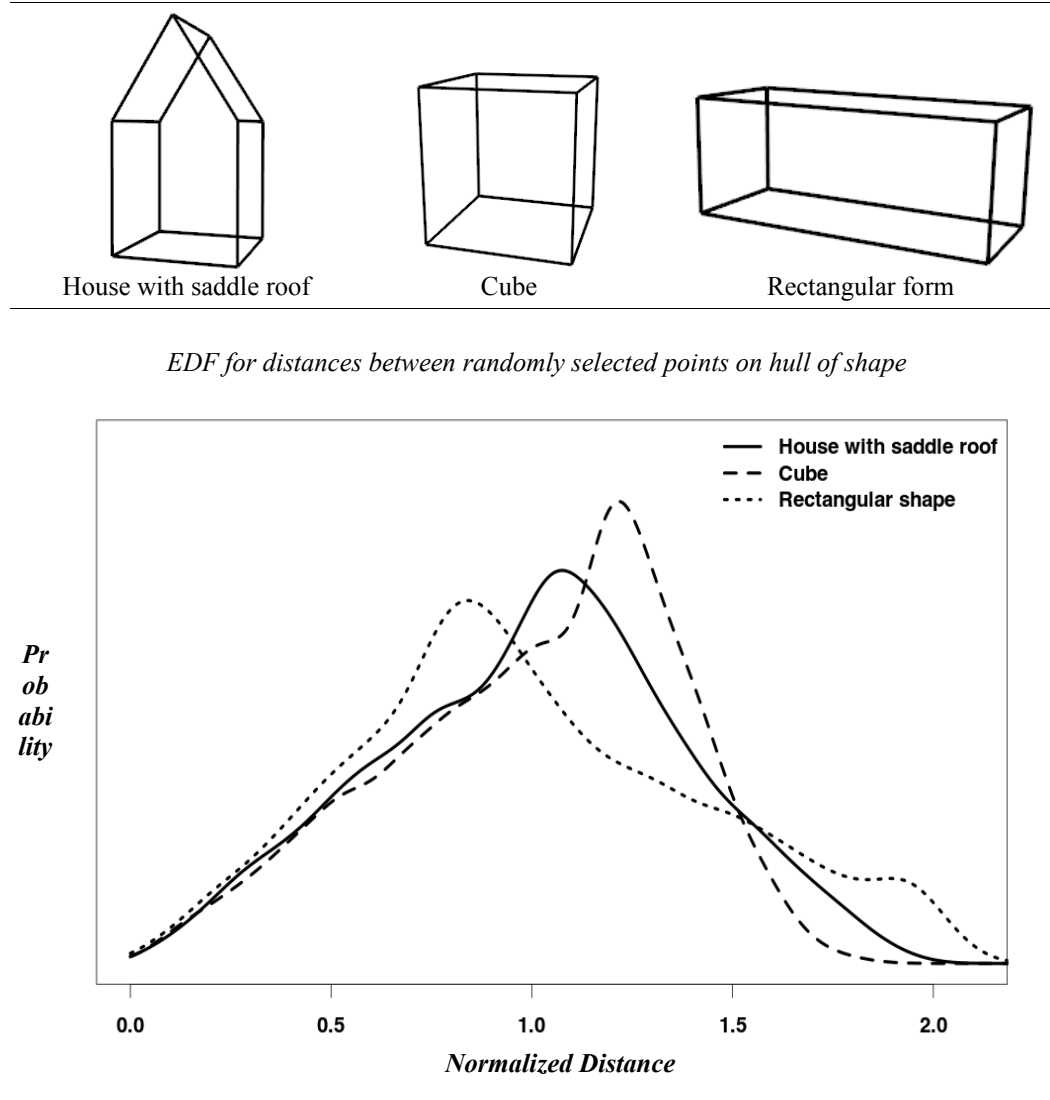 House with saddle roof
Cube
Rectangular form
EDF for distances between randomly selected points on hull of shape
House with saddle roof
Cube
Rectangular shape
Pr
ob
abi
lity
0.0
0.5
1.0
1.5
2.0
Normalized Distance